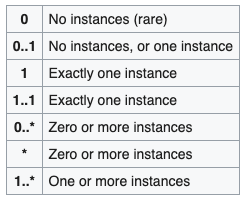 0 No instances (rare)
0..1 No instances, or one instance
1 Exactly one instance
1..1 Exactly one instance
0..* Zero or more instances
* Zero or more instances
1..* One or more instances